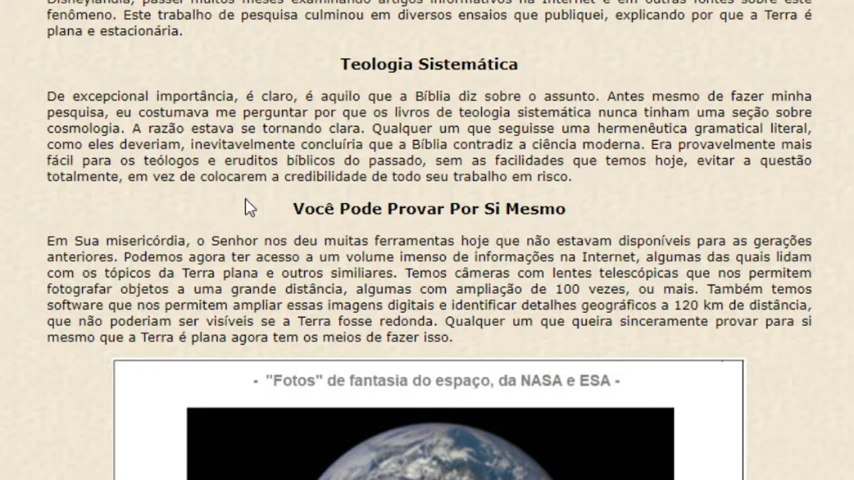 Disneylândia, passei muitos meses examinando artigos informativos na Internet e em outras fontes sobre este
fenômeno. Este trabalho de pesquisa culminou em diversos ensaios que publiquei, explicando por que a Terra é
plana e estacionária.
Teologia Sistemática
De excepcional importância, é claro, é aquilo que a Bíblia diz sobre o assunto. Antes mesmo de fazer minha
pesquisa, eu costumava me perguntar por que os livros de teologia sistemática nunca tinham uma seção sobre
cosmologia. A razão estava se tornando clara. Qualquer um que seguisse uma hermenêutica gramatical literal,
como eles deveriam, inevitavelmente concluiría que a Bíblia contradiz a ciência moderna. Era provavelmente mais
fácil para os teólogos e eruditos bíblicos do passado, sem as facilidades que temos hoje, evitar a questão
totalmente, em vez de colocarem a credibilidade de todo seu trabalho em risco.
Você Pode Provar Por Si Mesmo
Em Sua misericórdia, o Senhor nos deu muitas ferramentas hoje que não estavam disponíveis para as gerações
anteriores. Podemos agora ter acesso a um volume imenso de informações na Internet, algumas das quais lidam
com os tópicos da Terra plana e outros similiares. Temos câmeras com lentes telescópicas que nos permitem
fotografar objetos a uma grande distância, algumas com ampliação de 100 vezes, ou mais. Também temos
software que nos permitem ampliar essas imagens digitais e identificar detalhes geográficos a 120 km de distância,
que não poderiam ser visíveis se a Terra fosse redonda. Qualquer um que queira sinceramente provar para si
mesmo que a Terra é plana agora tem os meios de fazer isso.
- "Fotos" de fantasia do espaço, da NASA e ESA -